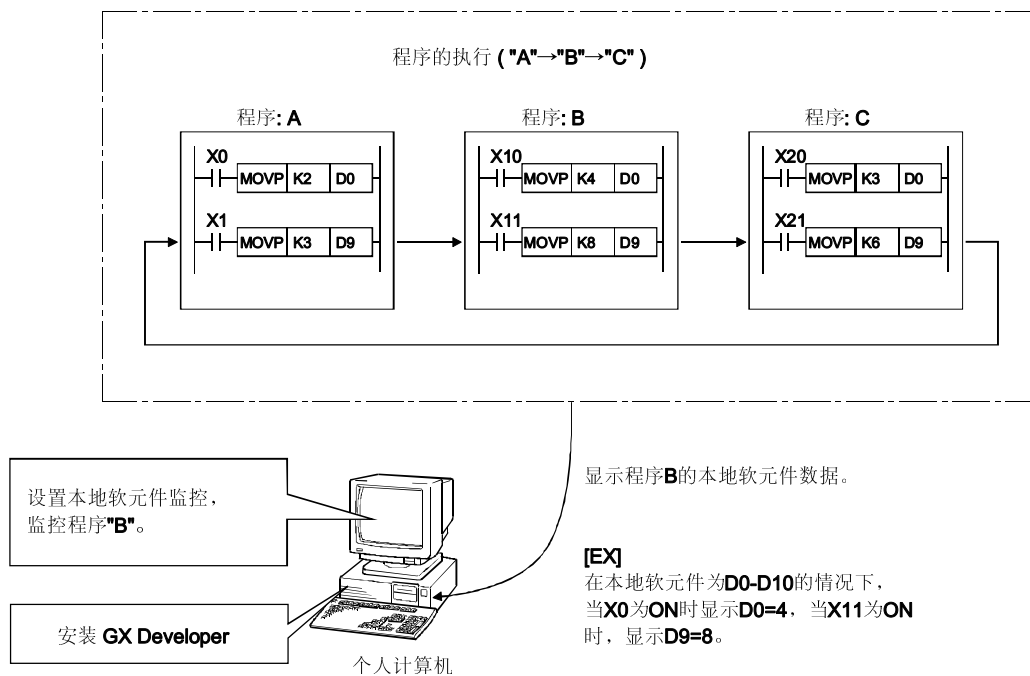 程序的执行 ( "A"→"B"→"C" )
程序: A
程序: B
程序: C
X0
MOVP K2 D0
X1
MOVP K3 D9
X10
MOVP K4 D0
X11
MOVP K8 D9
X20
MOVP K3 D0
X21
MOVP K6 D9
设置本地软元件监控,
监控程序"B"。
安装 GX Developer
个人计算机
显示程序B的本地软元件数据。
[EX]
在本地软元件为D0-D10的情况下,
当X0为ON时显示D0=4, 当X11为ON
时, 显示D9=8。